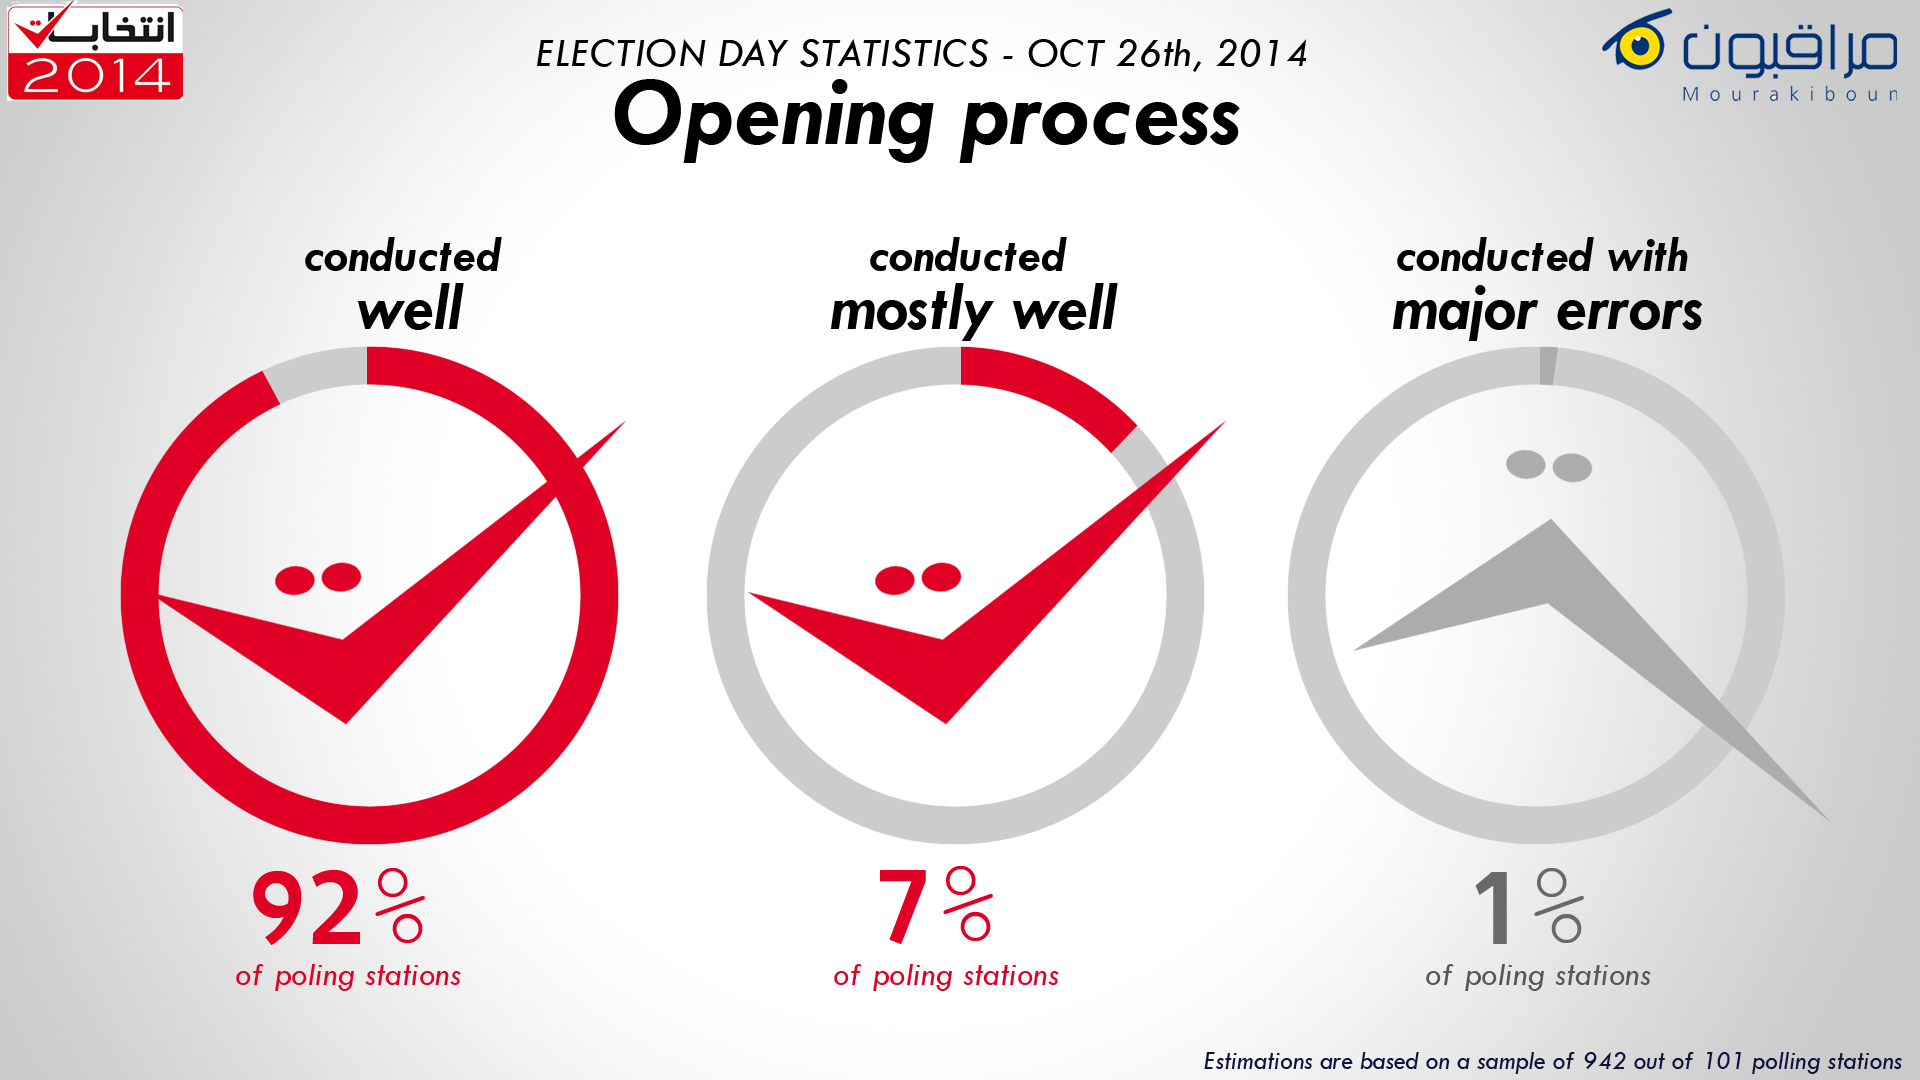 انتخابات
2014
ELECTION DAY STATISTICS - OCT 26th, 2014
Opening process
مراقبون
Mourakiboun
conducted
well
conducted
mostly well
conducted with
major errors
92%
of poling stations
7%
of poling stations
1%
of poling stations
Estimations are based on a sample of 942 out of 101 polling stations